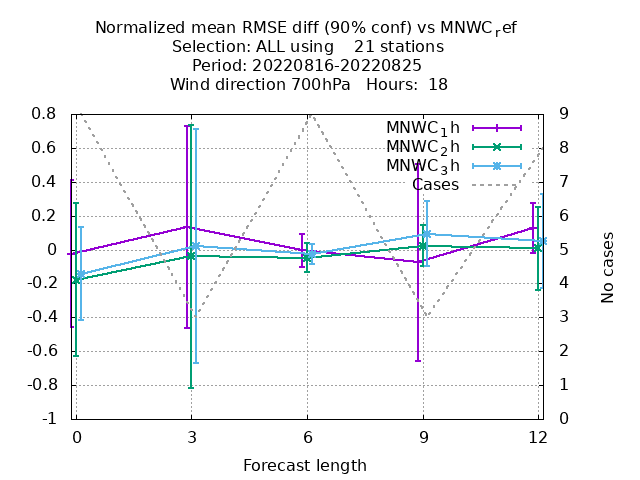 Normalized mean RMSE diff (90% conf) vs MNWC_ref
Selection: ALL using    21 stations
Period: 20220816-20220825
Wind direction 700hPa   Hours:  18
0.8
0.6
0.4
0.2
0
-0.2
-0.4
-0.6
-0.8
-1
9
8
7
6
5
4
3
2
1
0
MNWC_1h
MNWC_2h
MNWC_3h
Cases
No cases
0
3
6
9
12
Forecast length